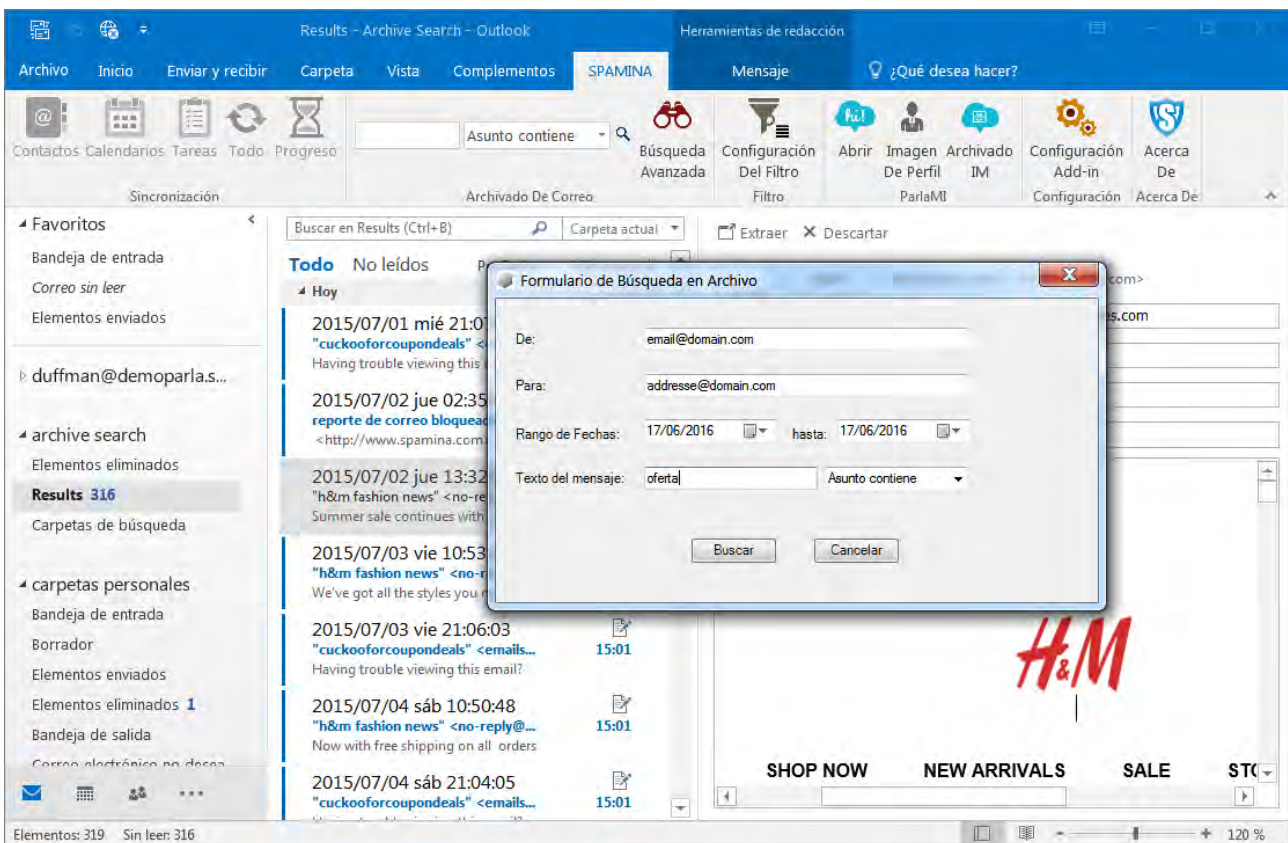 Results - Archive Search - Outlook
Herramientas de redacción
Archivo Inicio Enviar y recibir Carpeta Vista Complementos SPAMINA Mensaje ¿Qué desea hacer?
Contactos Calendarios Tareas Todo Progreso
Asunto contiene
Búsqueda Avanzada
Configuración Del Filtro
hi!
Abrir
Imagen De Perfil
Archivado IM
Configuración Add-in
Acerca De
Sincronización
Archivado De Correo
Filtro
ParlaMI
Configuración
Acerca De
Favoritos
Bandeja de entrada
Correo sin leer
Elementos enviados
duffman@demoparla.s...
archive search
Elementos eliminados
Results 316
Carpetas de búsqueda
carpetas personales
Bandeja de entrada
Borrador
Elementos enviados
Elementos eliminados 1
Bandeja de salida
Buscar en Results (Ctrl+B)
Carpeta actual
Todo No leídos
Hoy
2015/07/01 mié 21:0
"cuckooforcoupondeals"
Having trouble viewing this
2015/07/02 jue 02:35
reporte de correo bloquead
<http://www.spamina.com
2015/07/02 jue 13:32
"h&m fashion news" <no-re
Summer sale continues with
2015/07/03 vie 10:53
"h&m fashion news" <no-r
We've got all the styles you
2015/07/03 vie 21:06:03
"cuckooforcoupondeals" <emails...
15:01
Having trouble viewing this email?
2015/07/04 sáb 10:50:48
"h&m fashion news" <no-reply@...
15:01
Now with free shipping on all orders
2015/07/04 sáb 21:04:05
"cuckooforcoupondeals" <emails...
15:01
Extraer Descartar
com>
es.com
Formulario de Búsqueda en Archivo
De: email@domain.com
Para: addresse@domain.com
Rango de Fechas: 17/06/2016 hasta: 17/06/2016
Texto del mensaje: oferta Asunto contiene
Buscar Cancelar
H&M
SHOP NOW NEW ARRIVALS SALE STO
Elementos: 319 Sin leer: 316
120 %